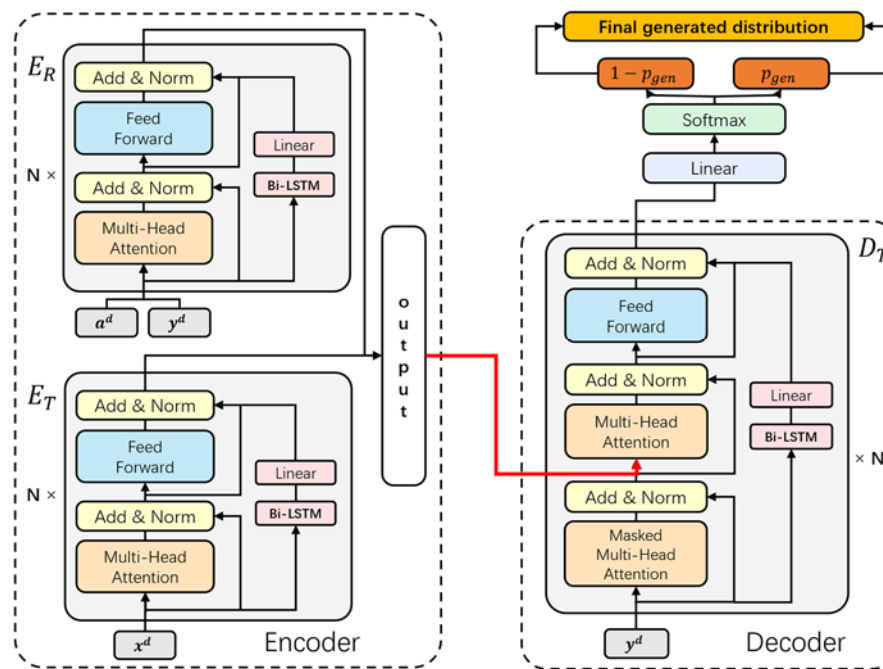 E_R
Add & Norm
Feed
Forward
Linear
N ×
Add & Norm
Bi-LSTM
Multi-Head
Attention
a^d
y^d
E_T
Add & Norm
Feed
Forward
Linear
N ×
Add & Norm
Bi-LSTM
Multi-Head
Attention
x^d
Encoder
output
Final generated distribution
1 − p_gen
p_gen
Softmax
Linear
D_T
Add & Norm
Feed
Forward
Add & Norm
Linear
Multi-Head
Attention
Bi-LSTM
× N
Add & Norm
Masked
Multi-Head
Attention
y^d
Decoder